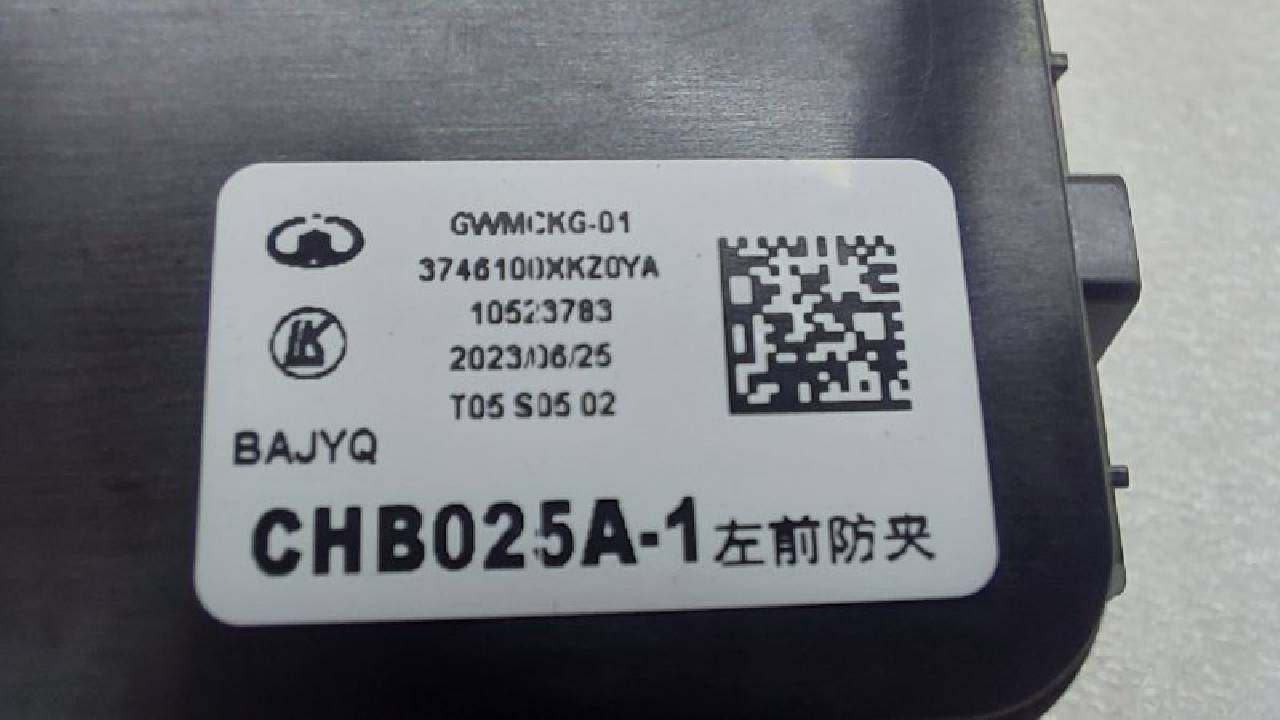 GWMCKG-01
3746100XKZ0YA
10523783
2023/06/25
T05 S05 02
BAJYQ
CHB025A-1左前防夹